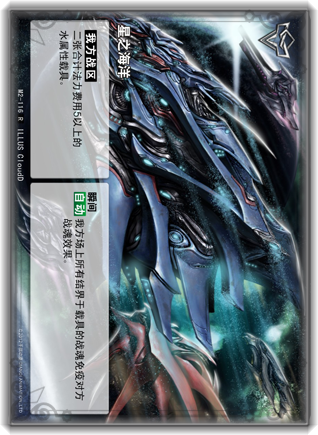 星之海洋
我方战区
二张合计法力费用5以上的
水属性载具。
瞬间
自动
我方场上所有结界于载具的战魂免疫对方
战魂效果。
M2-116 R ILLUS CloudD